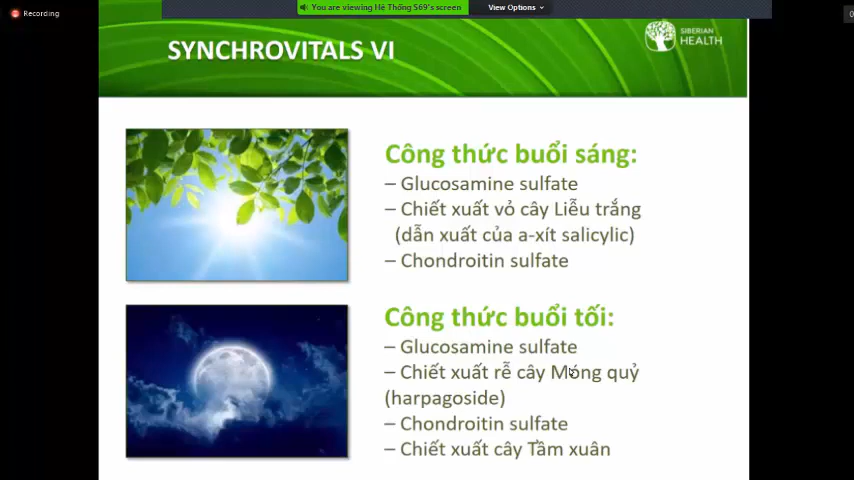 Recording
You are viewing Hệ Thống S69's screen
View Options
SYNCHROVITALS VI
SIBERIAN
HEALTH
Công thức buổi sáng:
– Glucosamine sulfate
– Chiết xuất vỏ cây Liễu trắng
(dẫn xuất của a-xít salicylic)
– Chondroitin sulfate
Công thức buổi tối:
– Glucosamine sulfate
– Chiết xuất rễ cây Móng quỷ
(harpagoside)
– Chondroitin sulfate
– Chiết xuất cây Tầm xuân